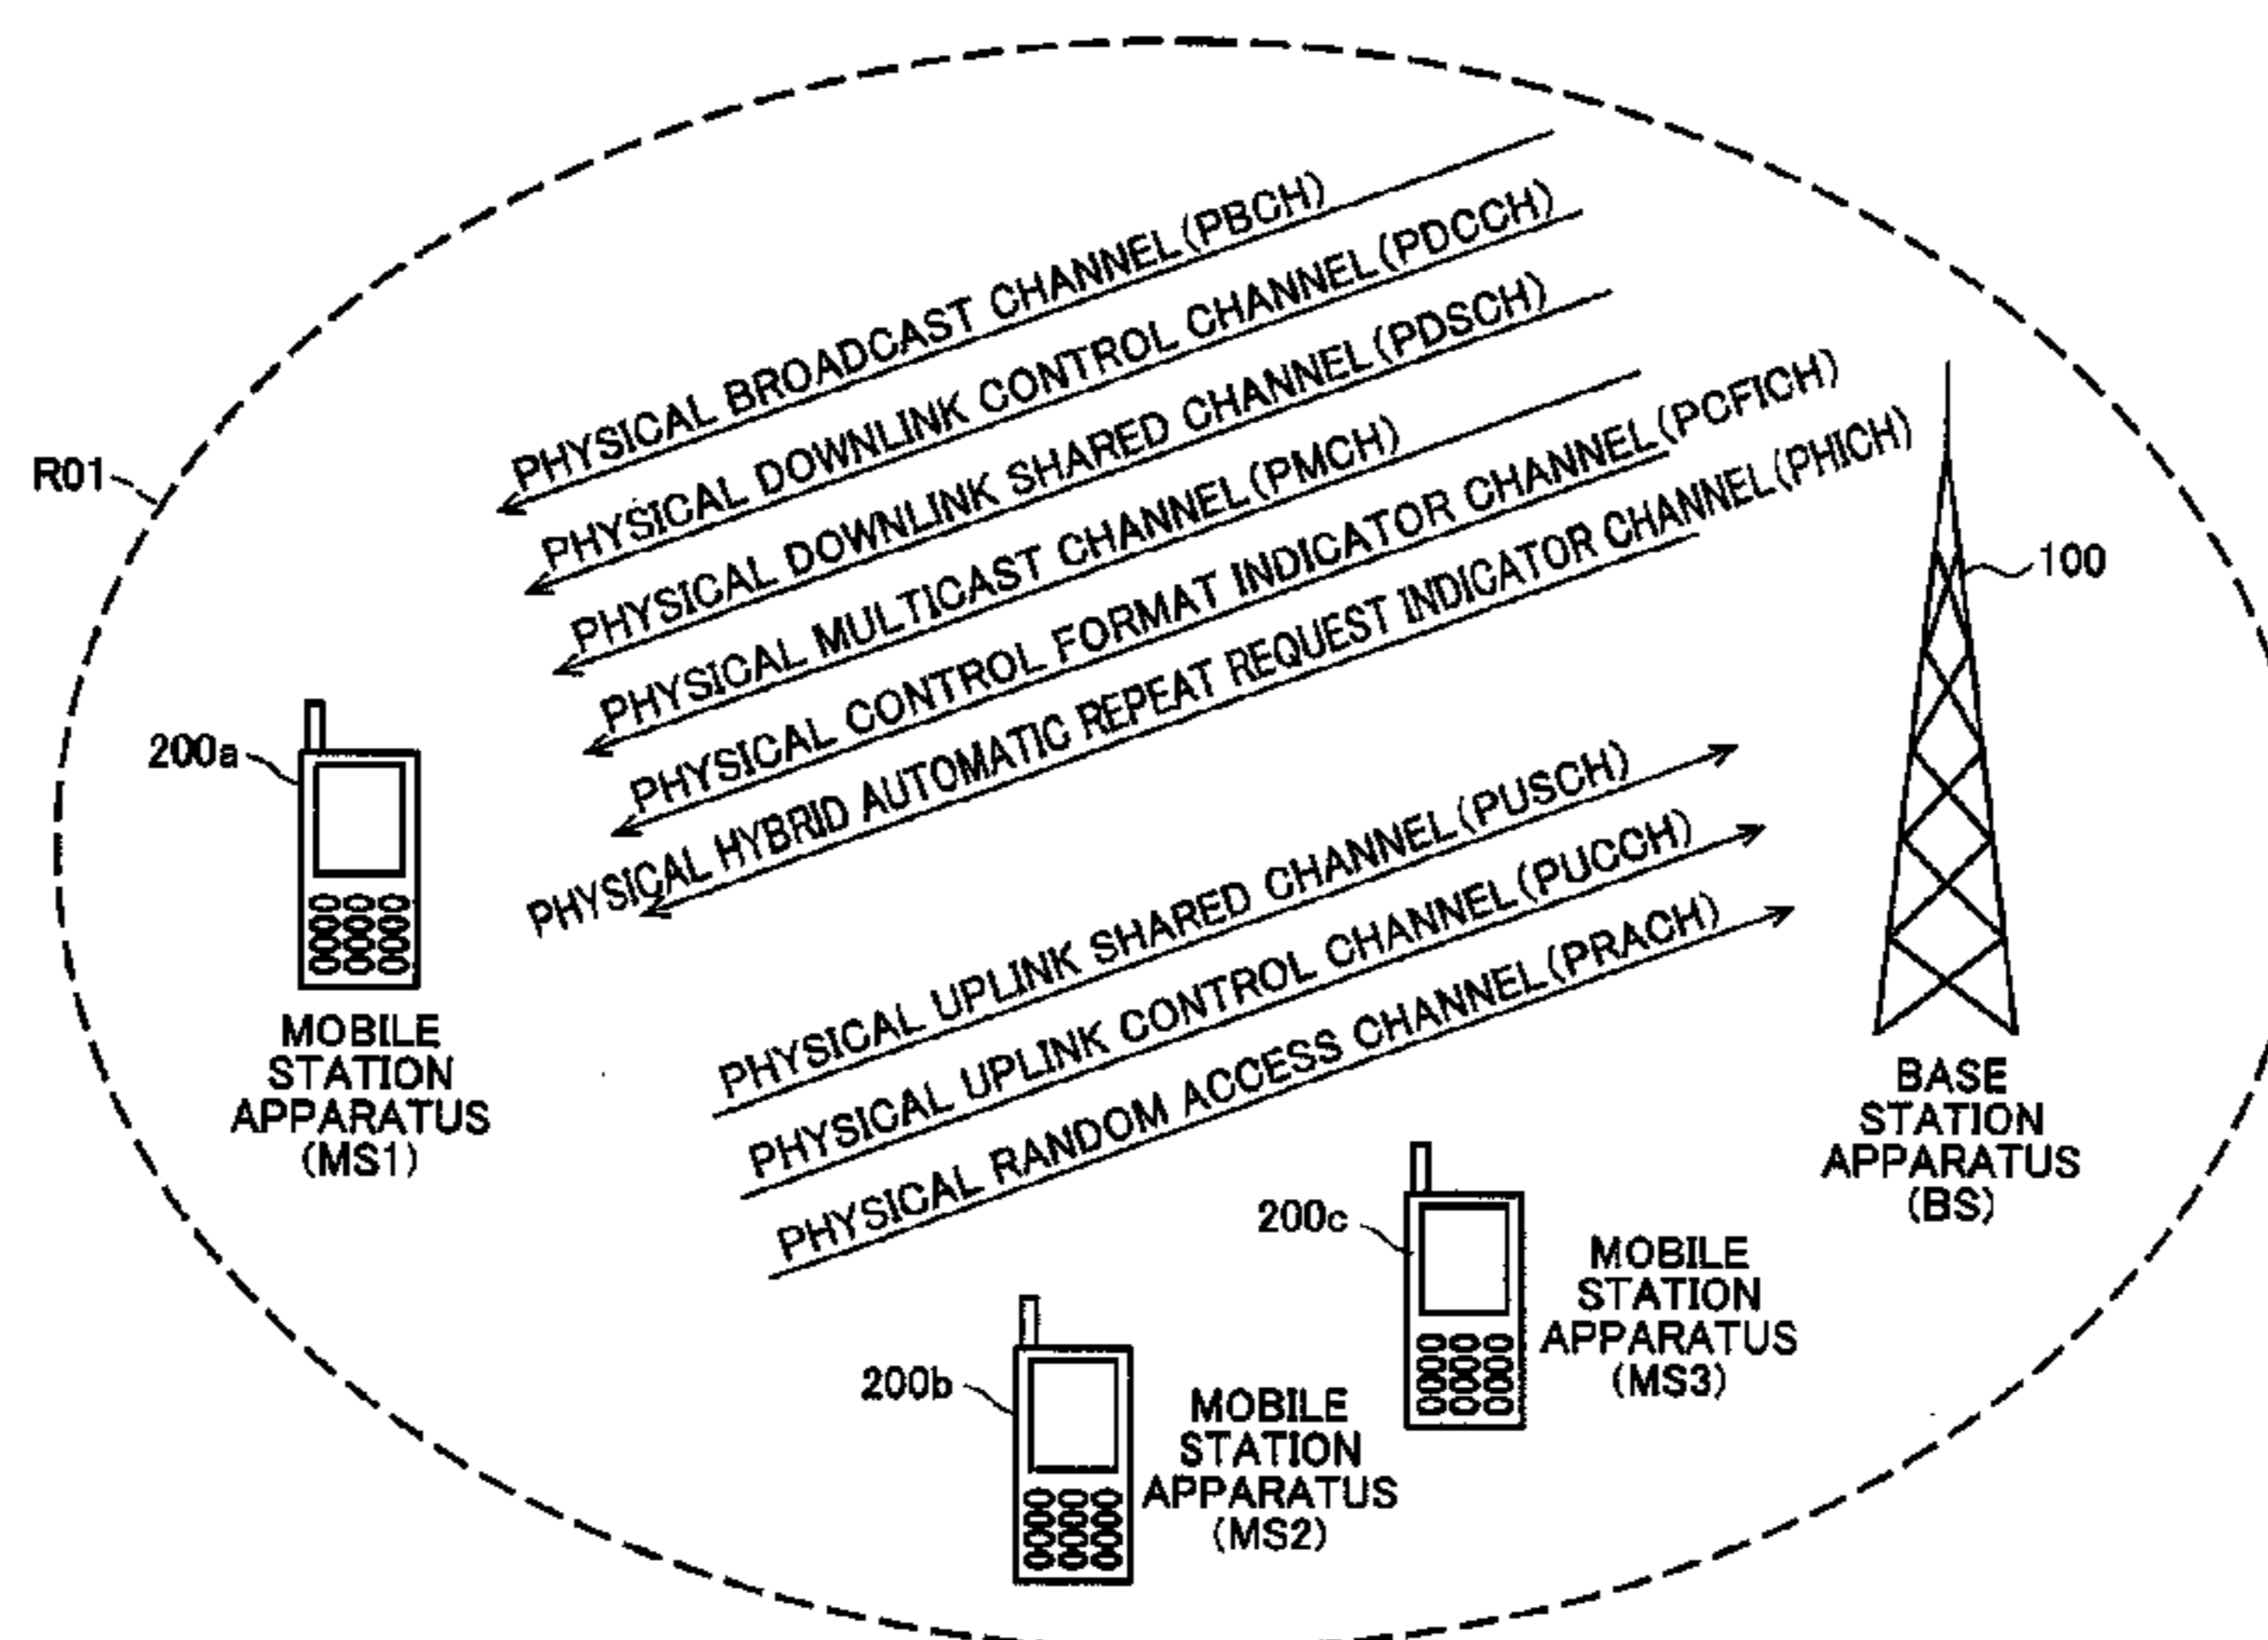 PHYSICAL BROADCAST CHANNEL(PBCH)
PHYSICAL DOWNLINK CONTROL CHANNEL(PDCCH)
PHYSICAL DOWNLINK SHARED CHANNEL(PDSCH)
PHYSICAL MULTICAST CHANNEL(PMCH)
PHYSICAL CONTROL FORMAT INDICATOR CHANNEL(PCFICH)
PHYSICAL HYBRID AUTOMATIC REPEAT REQUEST INDICATOR CHANNEL(PHICH)
R01
100
200a
MOBILE
STATION
APPARATUS
(MS1)
PHYSICAL UPLINK SHARED CHANNEL(PUSCH)
PHYSICAL UPLINK CONTROL CHANNEL(PUCCH)
PHYSICAL RANDOM ACCESS CHANNEL(PRACH)
BASE
STATION
APPARATUS
(BS)
200c
MOBILE
STATION
APPARATUS
(MS3)
200b
MOBILE
STATION
APPARATUS
(MS2)